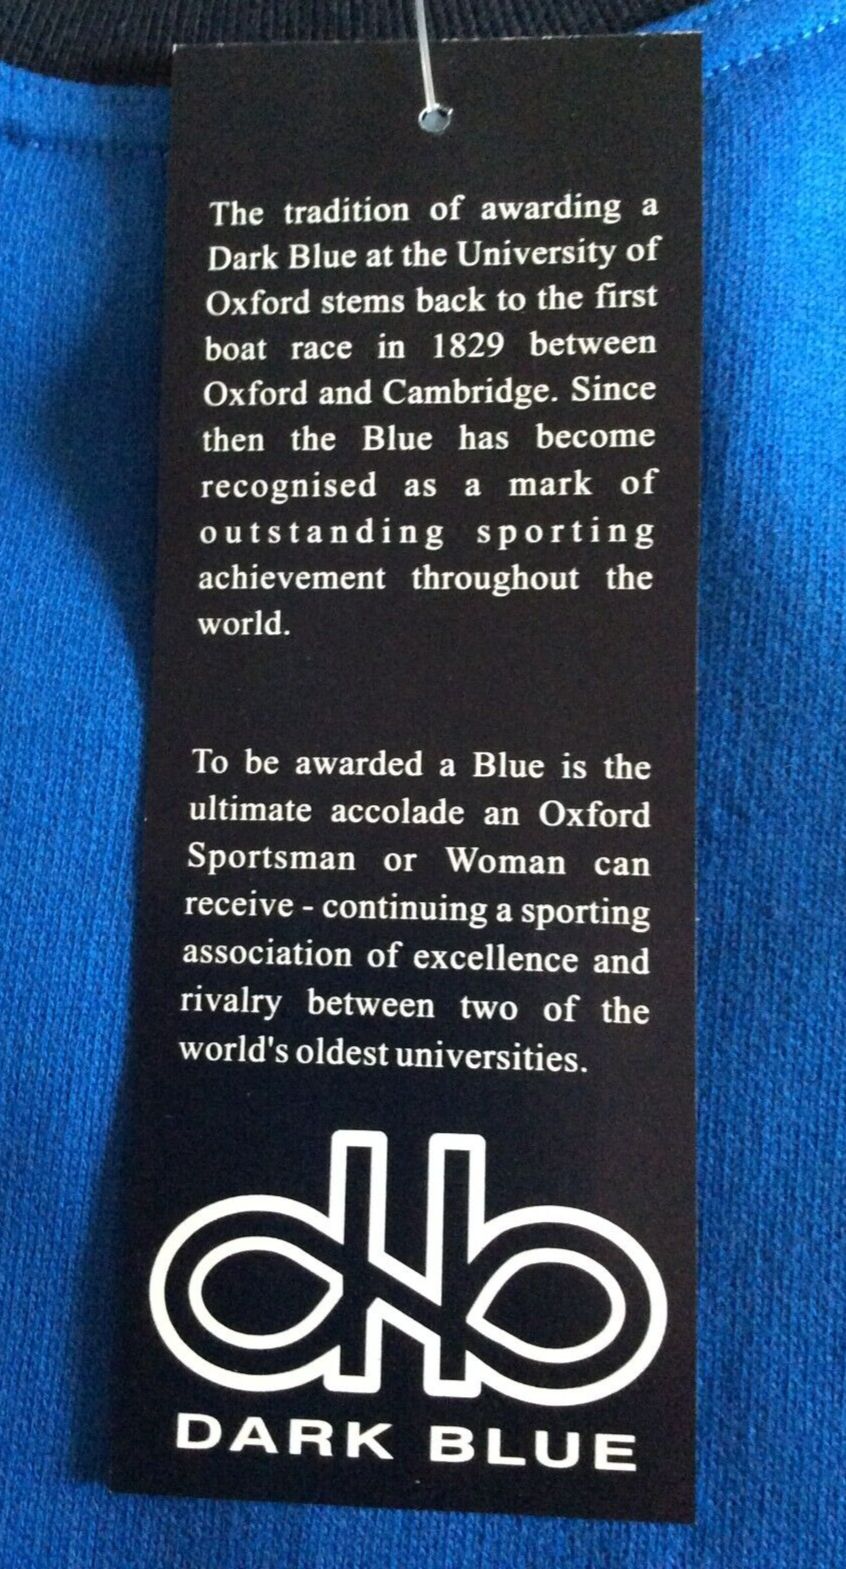 The tradition of awarding a
Dark Blue at the University of
Oxford stems back to the first
boat race in 1829 between
Oxford and Cambridge. Since
then the Blue has become
recognised as a mark of
outstanding sporting
achievement throughout the
world.
To be awarded a Blue is the
ultimate accolade an Oxford
Sportsman or Woman can
receive - continuing a sporting
association of excellence and
rivalry between two of the
world's oldest universities.
db
DARK BLUE